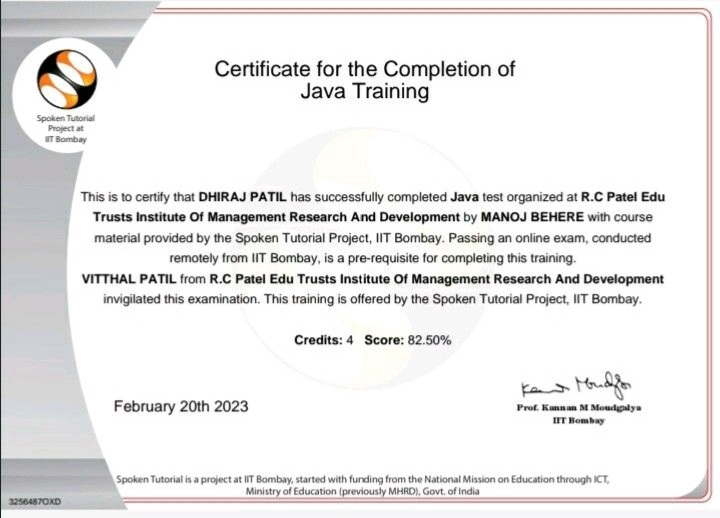 Certificate for the Completion of
Java Training
Spoken Tutorial
Project at
IIT Bombay
This is to certify that DHIRAJ PATIL has successfully completed Java test organized at R.C Patel Edu
Trusts Institute Of Management Research And Development by MANOJ BEHERE with course
material provided by the Spoken Tutorial Project, IIT Bombay. Passing an online exam, conducted
remotely from IIT Bombay, is a pre-requisite for completing this training.
VITTHAL PATIL from R.C Patel Edu Trusts Institute Of Management Research And Development
invigilated this examination. This training is offered by the Spoken Tutorial Project, IIT Bombay.
Credits: 4 Score: 82.50%
February 20th 2023
Prof. Kannan M Moudgalya
IIT Bombay
Spoken Tutorial is a project at IIT Bombay, started with funding from the National Mission on Education through ICT,
Ministry of Education (previously MHRD), Govt. of India
3256487OXD